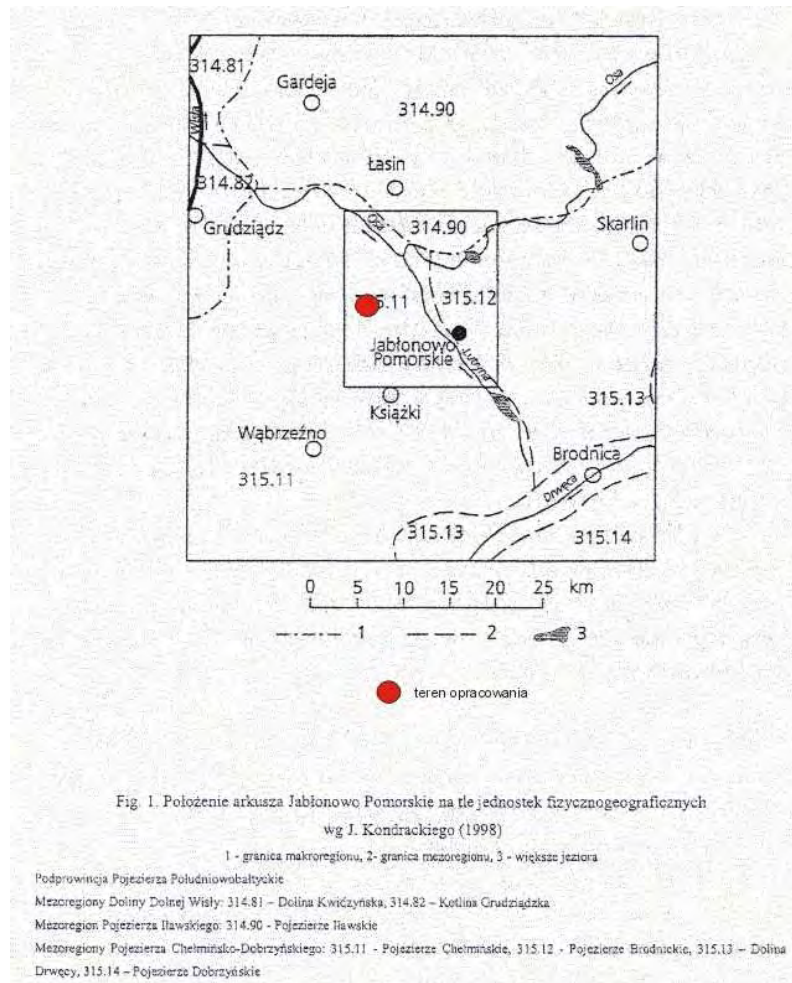 314.81
Gardeja
314.90
Osa
Wisła
Łasin
314.82
Grudziądz
Osa
314.90
Skarlin
315.12
Jabłonowo
Pomorskie
Lutryna
Książki
315.13
Wąbrzeźno
315.11
Brodnica
Drwęca
315.13
315.14
0 5 10 15 20 25 km
1 2 3
teren opracowania
Fig. 1. Położenie arkusza Jabłonowo Pomorskie na tle jednostek fizycznogeograficznych
wg J. Kondrackiego (1998)
1 - granica makroregionu, 2- granica mezoregionu, 3 - większe jeziora
Podprowincja Pojezierza Południowobałtyckie
Mezoregiony Doliny Dolnej Wisły: 314.81 – Dolina Kwidzyńska, 314.82 – Kotlina Grudziądzka
Mezoregion Pojezierza Iławskiego: 314.90 - Pojezierze Iławskie
Mezoregiony Pojezierza Chełmińsko-Dobrzyńskiego: 315.11 - Pojezierze Chełmińskie, 315.12 - Pojezierze Brodnickie, 315.13 – Dolina
Drwęcy, 315.14 – Pojezierze Dobrzyńskie